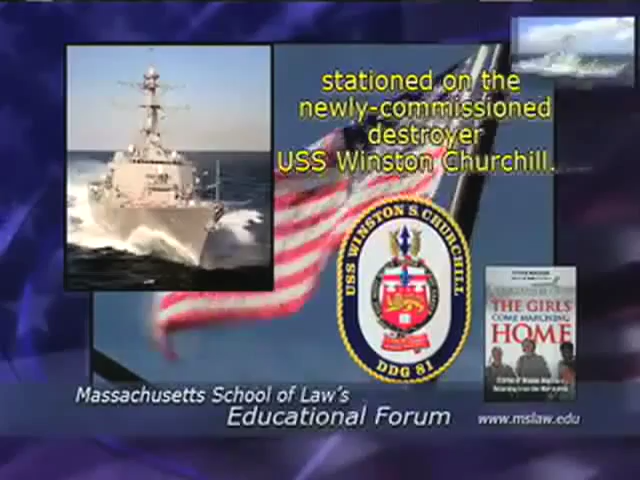 stationed on the
newly-commissioned
destroyer
USS Winston Churchill.
USS WINSTON S. CHURCHILL
DDG 81
THE GIRLS
COME MARCHING
HOME
Massachusetts School of Law's
Educational Forum
www.mslaw.edu